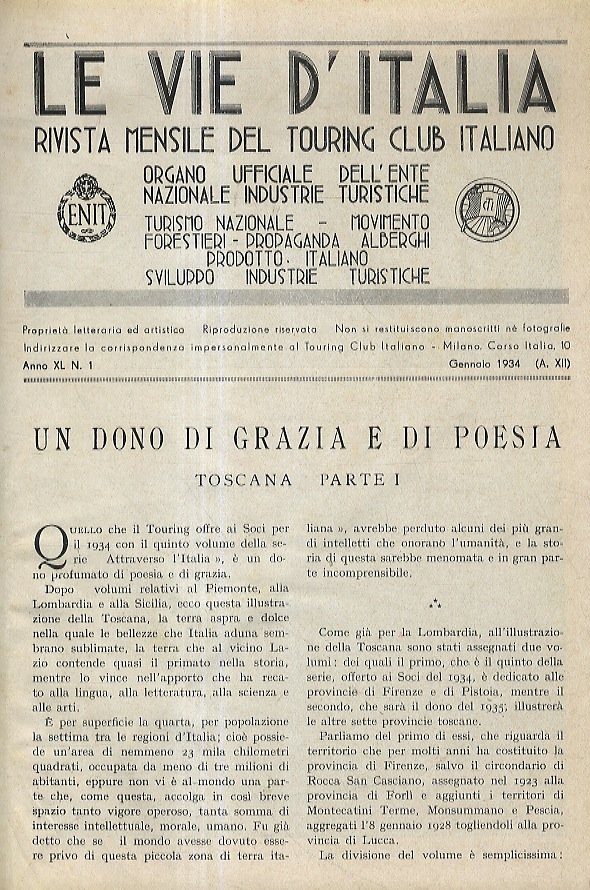 LE VIE D'ITALIA
RIVISTA MENSILE DEL TOURING CLUB ITALIANO
ORGANO UFFICIALE DELL'ENTE
NAZIONALE INDUSTRIE TURISTICHE
ENIT
TURISMO NAZIONALE - MOVIMENTO
FORESTIERI - PROPAGANDA ALBERGHI
PRODOTTO · ITALIANO
SVILUPPO INDUSTRIE TURISTICHE
Proprietà letteraria ed artistica Riproduzione riservata Non si restituiscono manoscritti nè fotografie
Indirizzare la corrispondenza impersonalmente al Touring Club Italiano - Milano, Corso Italia, 10
Anno XL N. 1 Gennaio 1934 (A. XII)
UN DONO DI GRAZIA E DI POESIA
TOSCANA PARTE I
QUELLO che il Touring offre ai Soci per
il 1934 con il quinto volume della se-
rie Attraverso l'Italia », è un do-
no profumato di poesia e di grazia.
Dopo volumi relativi al Piemonte, alla
Lombardia e alla Sicilia, ecco questa illustra-
zione della Toscana, la terra aspra e dolce
nella quale le bellezze che Italia aduna sem-
brano sublimate, la terra che al vicino La-
zio contende quasi il primato nella storia,
mentre lo vince nell'apporto che ha reca-
to alla lingua, alla letteratura, alla scienza e
alle arti.
È per superficie la quarta, per popolazione
la settima tra le regioni d'Italia; cioè possie-
de un'area di nemmeno 23 mila chilometri
quadrati, occupata da meno di tre milioni di
abitanti, eppure non vi è al mondo una par-
te che, come questa, accolga in così breve
spazio tanto vigore operoso, tanta somma di
interesse intellettuale, morale, umano. Fu già
detto che se il mondo avesse dovuto esse-
re privo di questa piccola zona di terra ita-
liana », avrebbe perduto alcuni dei più gran-
di intelletti che onorano l'umanità, e la sto-
ria di questa sarebbe menomata e in gran par-
te incomprensibile.
Come già per la Lombardia, all'illustrazio-
ne della Toscana sono stati assegnati due vo-
lumi: dei quali il primo, che è il quinto della
serie, offerto ai Soci del 1934, è dedicato alle
provincie di Firenze e di Pistoia, mentre il
secondo, che sarà il dono del 1935, illustrerà
le altre sette provincie toscane.
Parliamo del primo di essi, che riguarda il
territorio che per molti anni ha costituito la
provincia di Firenze, salvo il circondario di
Rocca San Casciano, assegnato nel 1923 alla
provincia di Forlì e aggiunti i territori di
Montecatini Terme, Monsummano e Pescia,
aggregati l'8 gennaio 1928 togliendoli alla pro-
vincia di Lucca.
La divisione del volume è semplicissima: